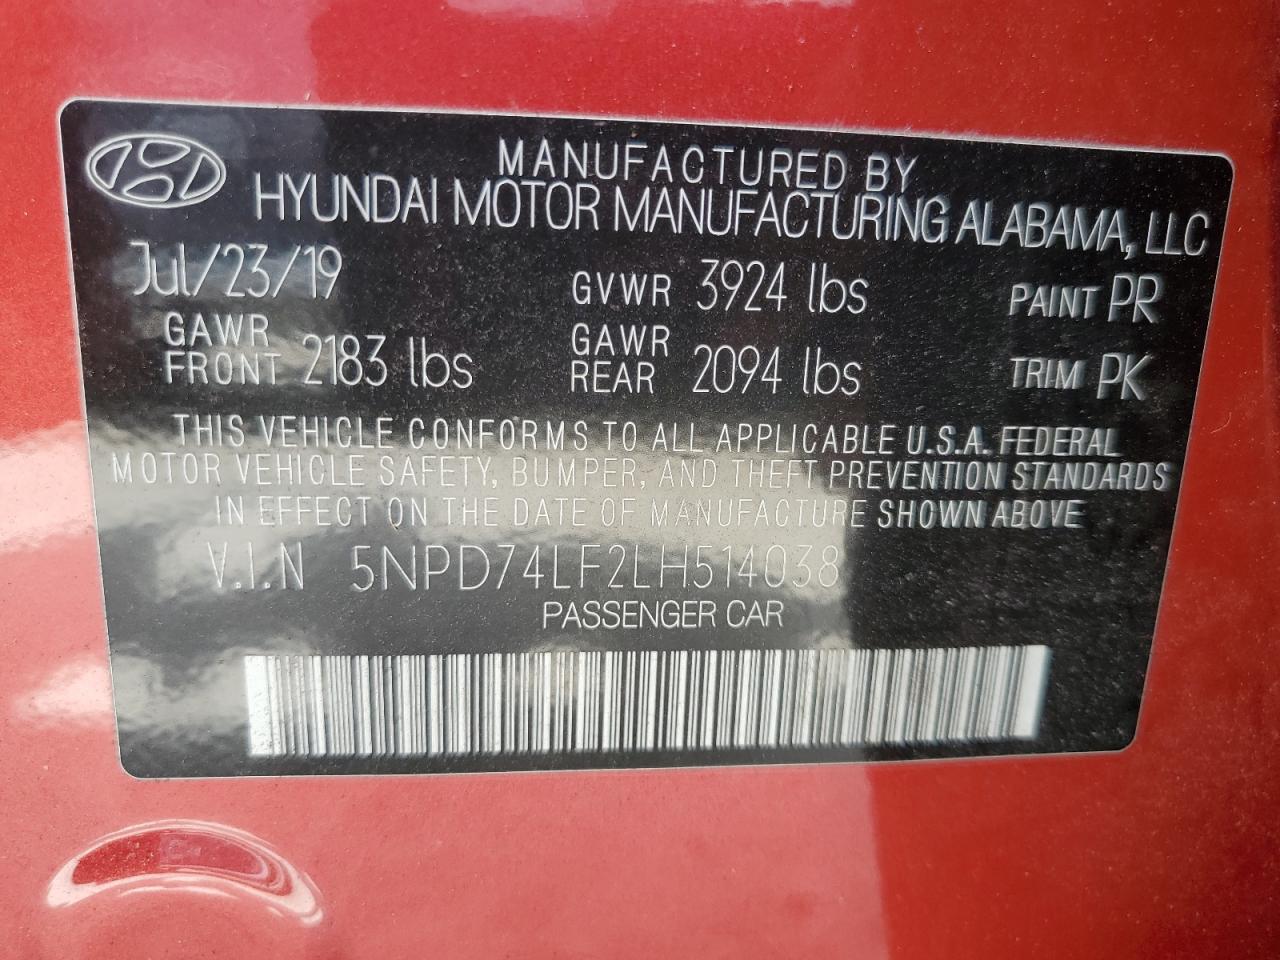 MANUFACTURED BY
HYUNDAI MOTOR MANUFACTURING ALABAMA, LLC
Jul/23/19 GVWR 3924 lbs PAINT PR
GAWR FRONT 2183 lbs GAWR REAR 2094 lbs TRIM PK
THIS VEHICLE CONFORMS TO ALL APPLICABLE U.S.A. FEDERAL
MOTOR VEHICLE SAFETY, BUMPER, AND THEFT PREVENTION STANDARDS
IN EFFECT ON THE DATE OF MANUFACTURE SHOWN ABOVE
V.I.N 5NPD74LF2LH514038
PASSENGER CAR